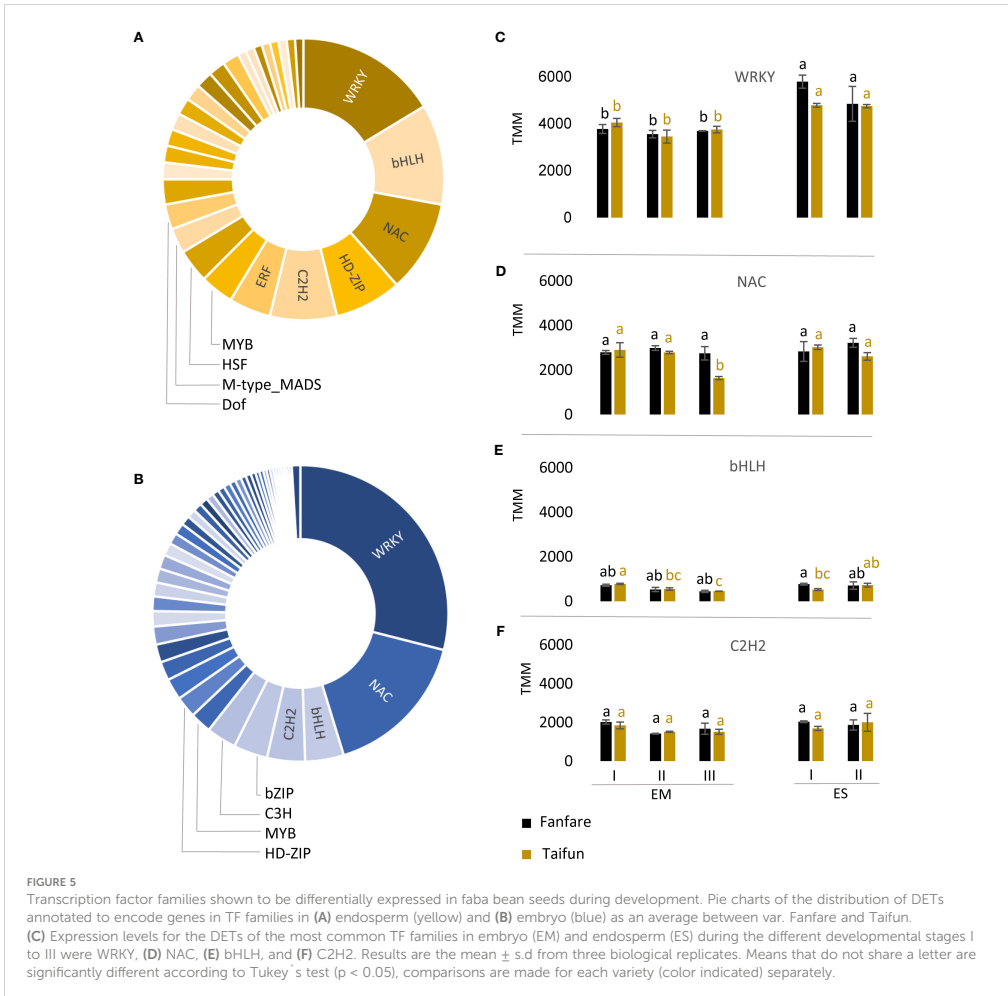 A
WRKY
bHLH
NAC
HD-ZIP
C2H2
ERF
MYB
HSF
M-type_MADS
Dof
B
WRKY
NAC
bHLH
C2H2
bZIP
C3H
MYB
HD-ZIP
C
WRKY
TMM
6000
4000
2000
0
b b b b b b a a a a
D
NAC
TMM
6000
4000
2000
0
a a a a a b a a a a
E
bHLH
TMM
6000
4000
2000
0
ab a ab bc ab c a bc ab ab
F
C2H2
TMM
6000
4000
2000
0
a a a a a a a a a a
I II III I II
EM ES
Fanfare
Taifun
FIGURE 5
Transcription factor families shown to be differentially expressed in faba bean seeds during development. Pie charts of the distribution of DETs
annotated to encode genes in TF families in (A) endosperm (yellow) and (B) embryo (blue) as an average between var. Fanfare and Taifun.
(C) Expression levels for the DETs of the most common TF families in embryo (EM) and endosperm (ES) during the different developmental stages I
to III were WRKY, (D) NAC, (E) bHLH, and (F) C2H2. Results are the mean ± s.d from three biological replicates. Means that do not share a letter are
significantly different according to Tukey´s test (p < 0.05), comparisons are made for each variety (color indicated) separately.